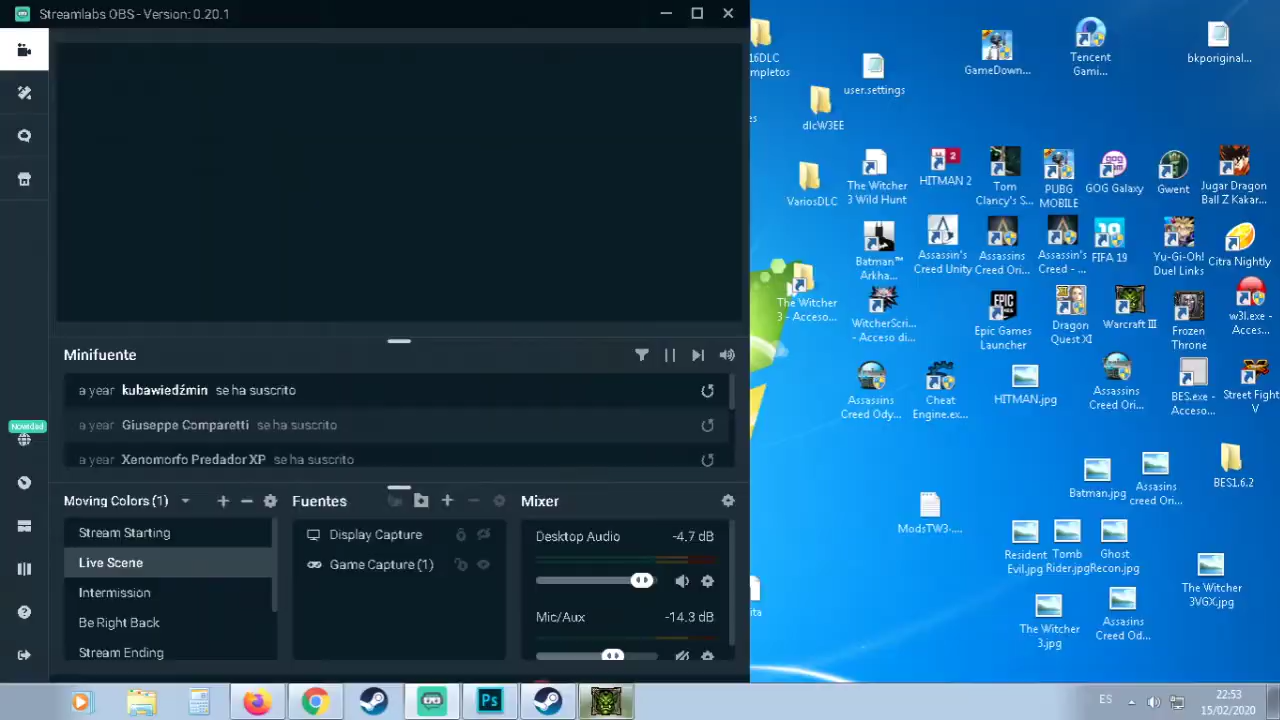 Streamlabs OBS - Version: 0.20.1
Minifuente
a year kubawiedźmin se ha suscrito
a year Giuseppe Comparetti se ha suscrito
a year Xenomorfo Predador XP se ha suscrito
Novedad
Moving Colors (1)
Stream Starting
Live Scene
Intermission
Be Right Back
Stream Ending
Fuentes
Display Capture
Game Capture (1)
Mixer
Desktop Audio -4.7 dB
Mic/Aux -14.3 dB
16DLC
mpletos
es
user.settings
dlcW3EE
GameDown...
Tencent
Gami...
bkporiginal...
VariosDLC
The Witcher
3 Wild Hunt
HITMAN 2
Tom
Clancy's S...
PUBG
MOBILE
GOG Galaxy
Gwent
Jugar Dragon
Ball Z Kakar...
Batman™
Arkha...
Assassin's
Creed Unity
Assassins
Creed Ori...
Assassin's
Creed - ...
FIFA 19
Yu-Gi-Oh!
Duel Links
Citra Nightly
The Witcher
3 - Acceso...
WitcherScri...
- Acceso di...
Epic Games
Launcher
Dragon
Quest XI
Warcraft III
Frozen
Throne
w3l.exe -
Acces...
Assassins
Creed Ody...
Cheat
Engine.ex...
HITMAN.jpg
Assassins
Creed Ori...
BES.exe -
Acceso...
Street Fight
V
ModsTW3-...
Batman.jpg
Assasins
creed Ori...
BES1.6.2
Resident
Evil.jpg
Tomb
Rider.jpg
Ghost
Recon.jpg
The Witcher
3VGX.jpg
ita
The Witcher
3.jpg
Assasins
Creed Od...
EPIC
GAMES
Ps
ES
22:53
15/02/2020